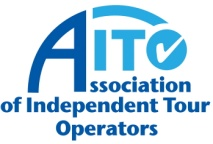 AITO
Association
of Independent Tour
Operators